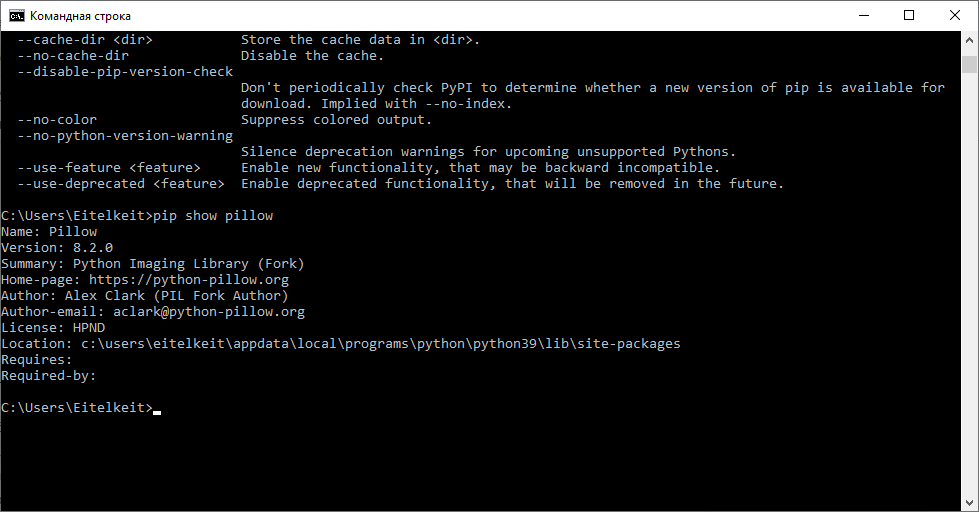 Командная строка
--cache-dir <dir> Store the cache data in <dir>.
--no-cache-dir Disable the cache.
--disable-pip-version-check
Don't periodically check PyPI to determine whether a new version of pip is available for
download. Implied with --no-index.
--no-color Suppress colored output.
--no-python-version-warning
Silence deprecation warnings for upcoming unsupported Pythons.
--use-feature <feature> Enable new functionality, that may be backward incompatible.
--use-deprecated <feature> Enable deprecated functionality, that will be removed in the future.
C:\Users\Eitelkeit>pip show pillow
Name: Pillow
Version: 8.2.0
Summary: Python Imaging Library (Fork)
Home-page: https://python-pillow.org
Author: Alex Clark (PIL Fork Author)
Author-email: aclark@python-pillow.org
License: HPND
Location: c:\users\eitelkeit\appdata\local\programs\python\python39\lib\site-packages
Requires:
Required-by:
C:\Users\Eitelkeit>